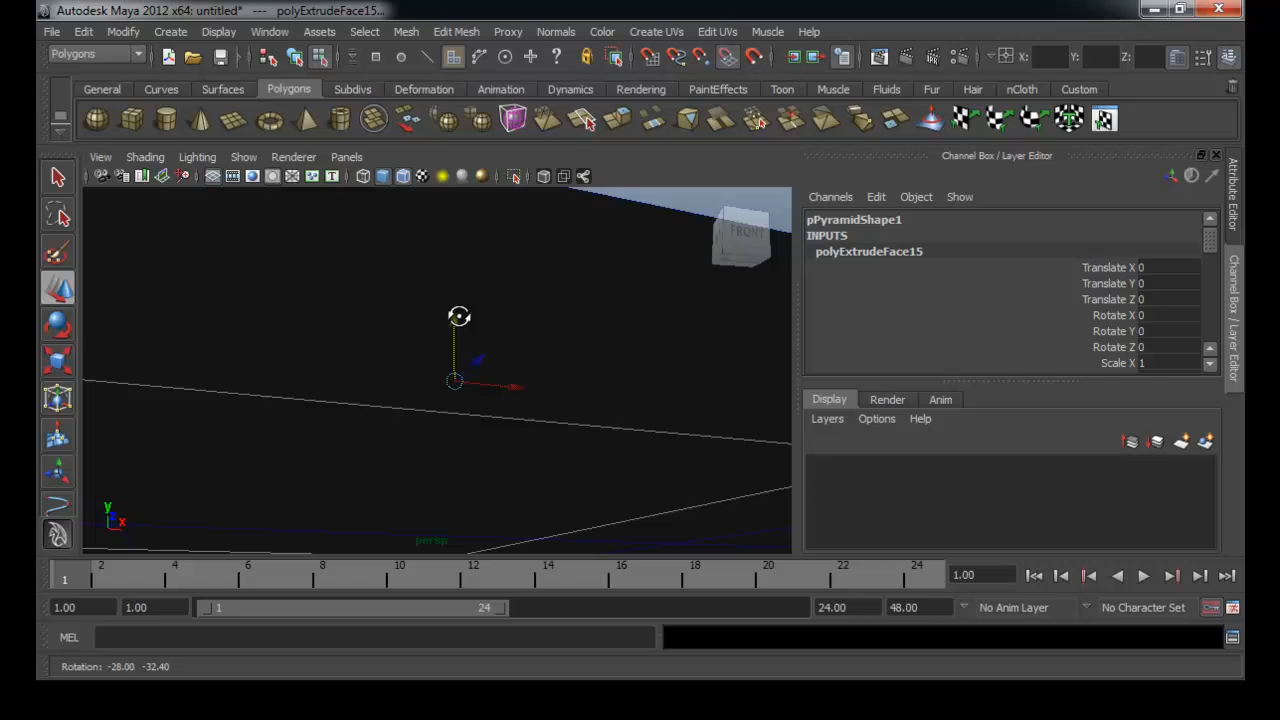 Autodesk Maya 2012 x64: untitled* --- polyExtrudeFace15...
File Edit Modify Create Display Window Assets Select Mesh Edit Mesh Proxy Normals Color Create UVs Edit UVs Muscle Help
Polygons X: Y: Z:
General Curves Surfaces Polygons Subdivs Deformation Animation Dynamics Rendering PaintEffects Toon Muscle Fluids Fur Hair nCloth Custom
View Shading Lighting Show Renderer Panels
Channel Box / Layer Editor
Channels Edit Object Show
pPyramidShape1
INPUTS
polyExtrudeFace15
Translate X 0
Translate Y 0
Translate Z 0
Rotate X 0
Rotate Y 0
Rotate Z 0
Scale X 1
FRONT
Display Render Anim
Layers Options Help
Attribute Editor
Channel Box / Layer Editor
y
x
persp
1 2 4 6 8 10 12 14 16 18 20 22 24 1.00
1.00 1.00 1 24 24.00 48.00 No Anim Layer No Character Set
MEL
Rotation: -28.00 -32.40